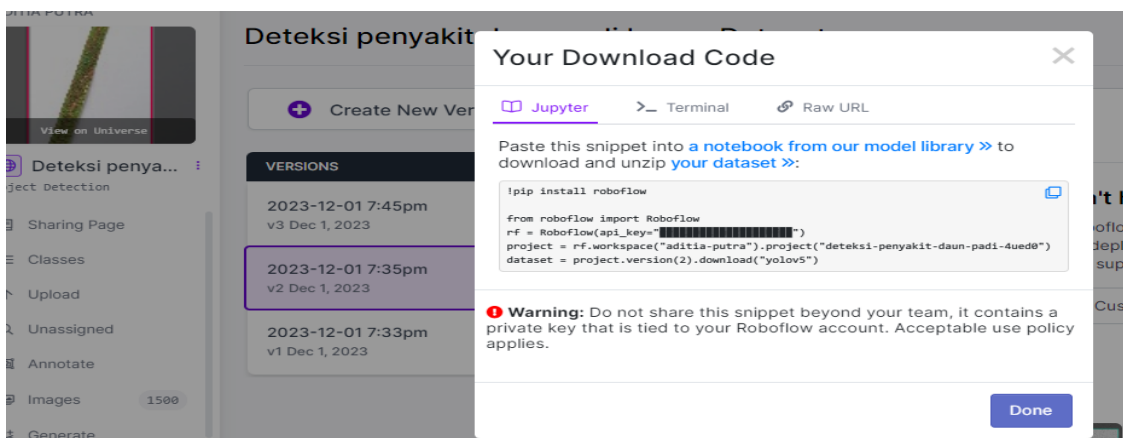 ADITIA PUTRA
View on Universe
Deteksi penya...
ject Detection
Sharing Page
Classes
Upload
Unassigned
Annotate
Images 1500
Generate
Deteksi penyakit
Create New Ver
VERSIONS
2023-12-01 7:45pm
v3 Dec 1, 2023
2023-12-01 7:35pm
v2 Dec 1, 2023
2023-12-01 7:33pm
v1 Dec 1, 2023
Your Download Code
Jupyter
Terminal
Raw URL
Paste this snippet into a notebook from our model library » to
download and unzip your dataset »:
!pip install roboflow
from roboflow import Roboflow
rf = Roboflow(api_key="████████████████████")
project = rf.workspace("aditia-putra").project("deteksi-penyakit-daun-padi-4ued0")
dataset = project.version(2).download("yolov5")
Warning: Do not share this snippet beyond your team, it contains a
private key that is tied to your Roboflow account. Acceptable use policy
applies.
Done
't h
oflo
depl
sup
Cus